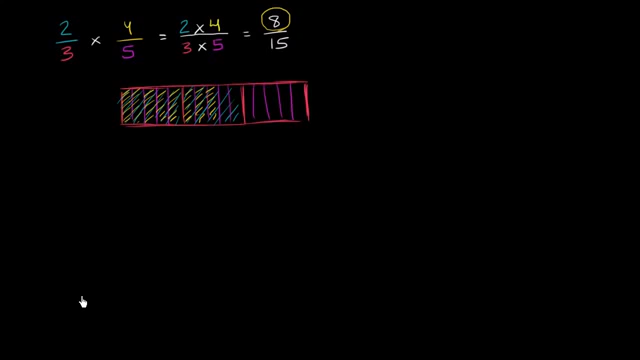 2/3 × 4/5 = 2 × 4 / 3 × 5 = 8/15